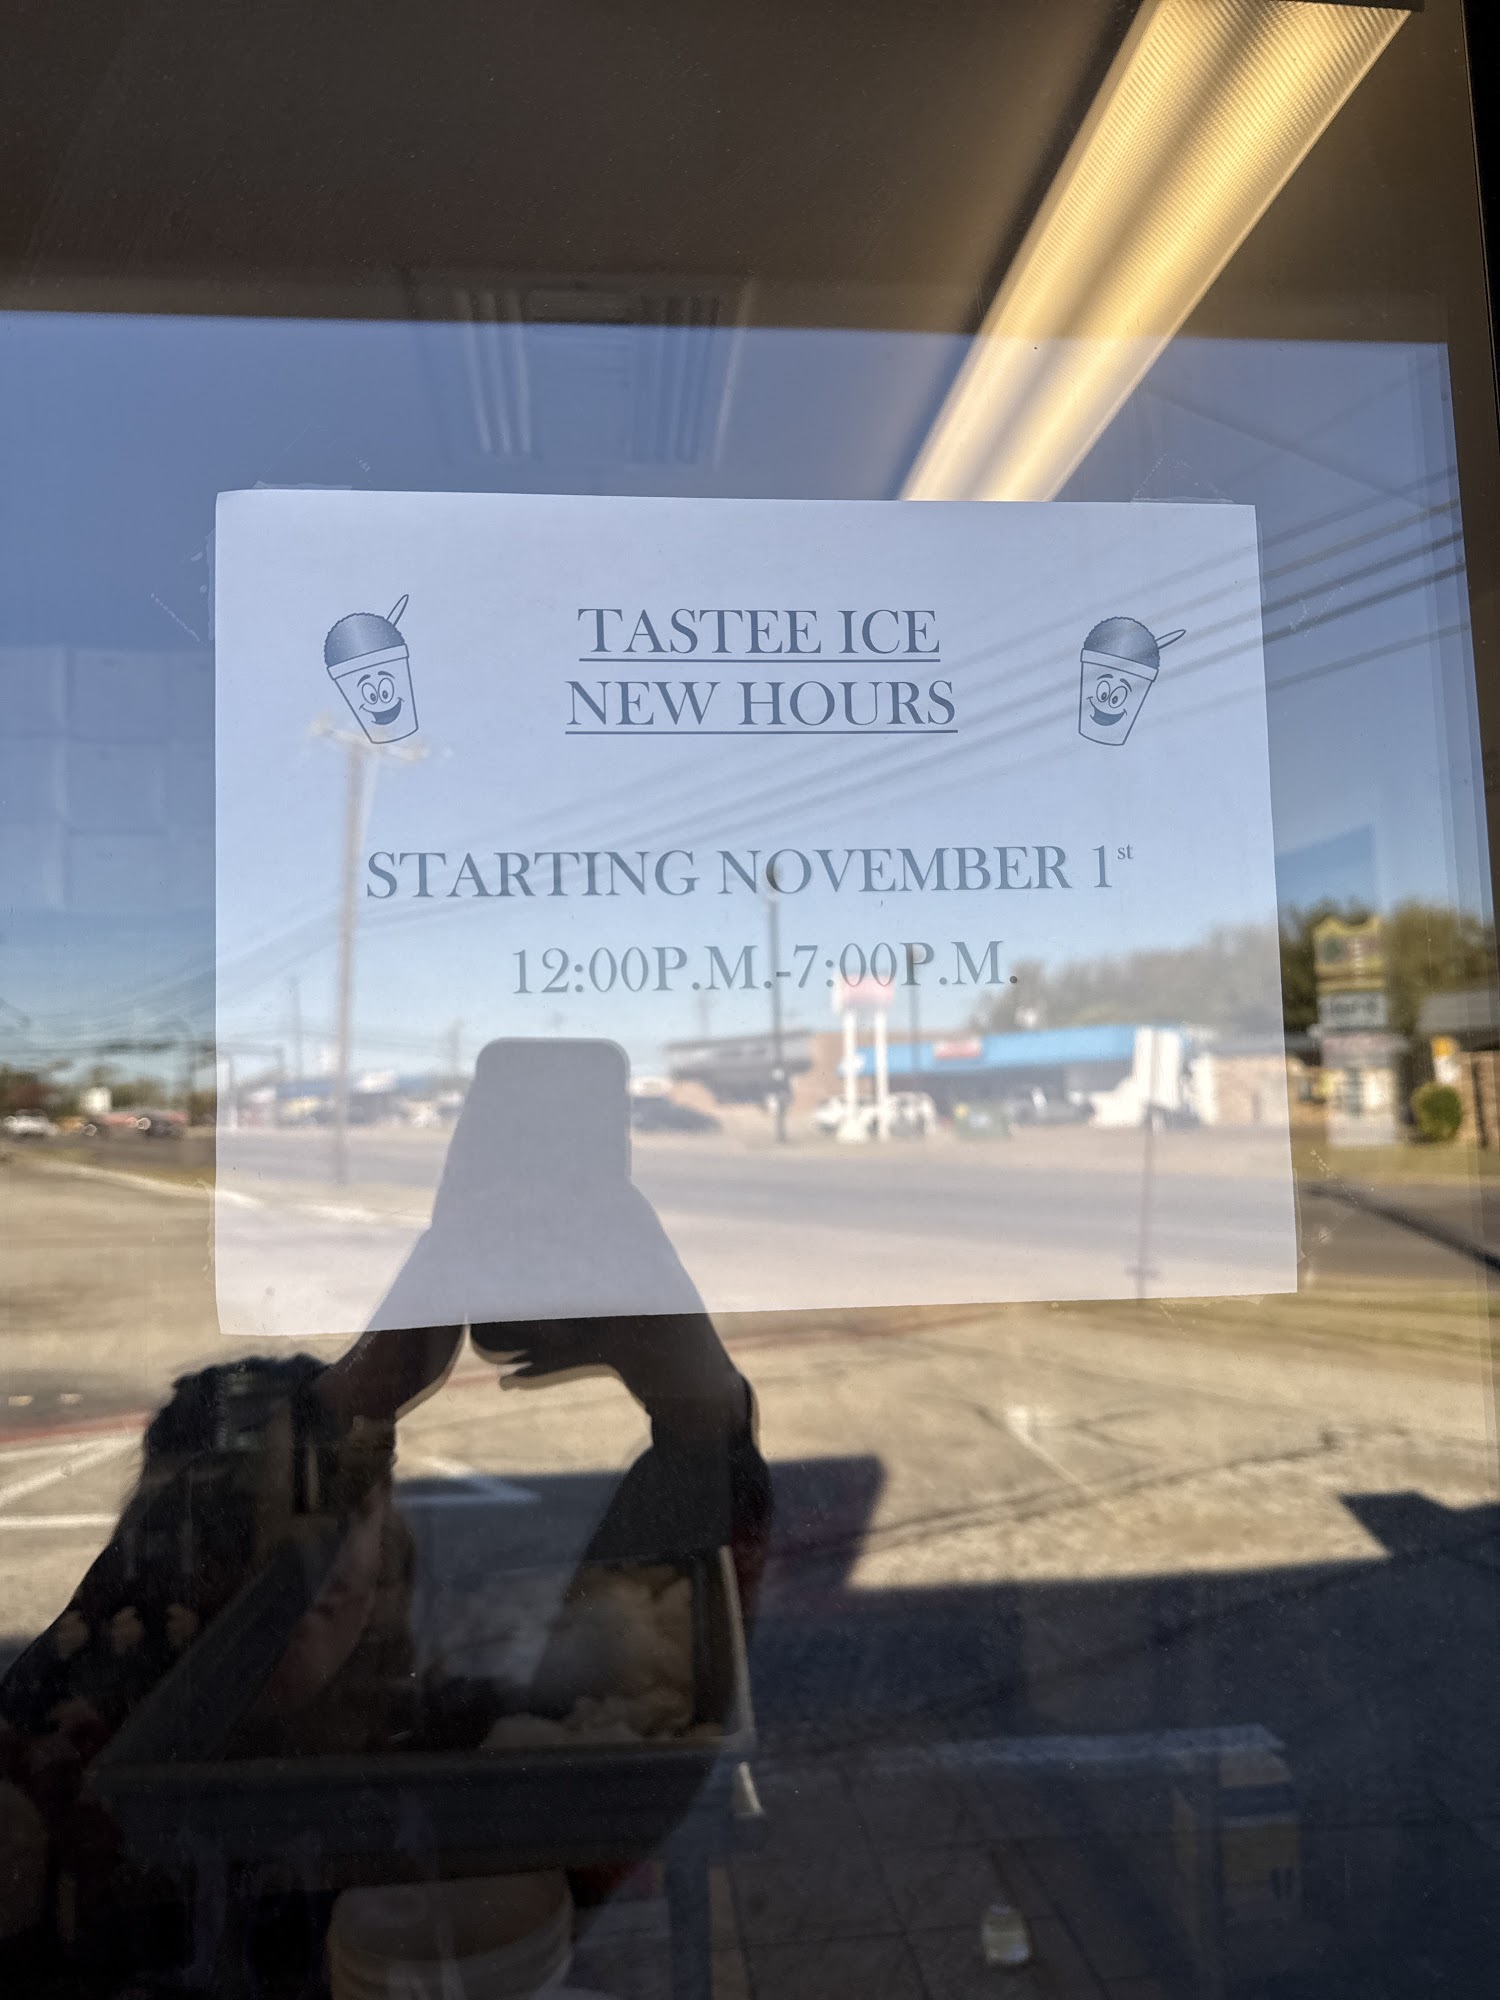 TASTEE ICE
NEW HOURS
STARTING NOVEMBER 1st
12:00P.M.-7:00P.M.